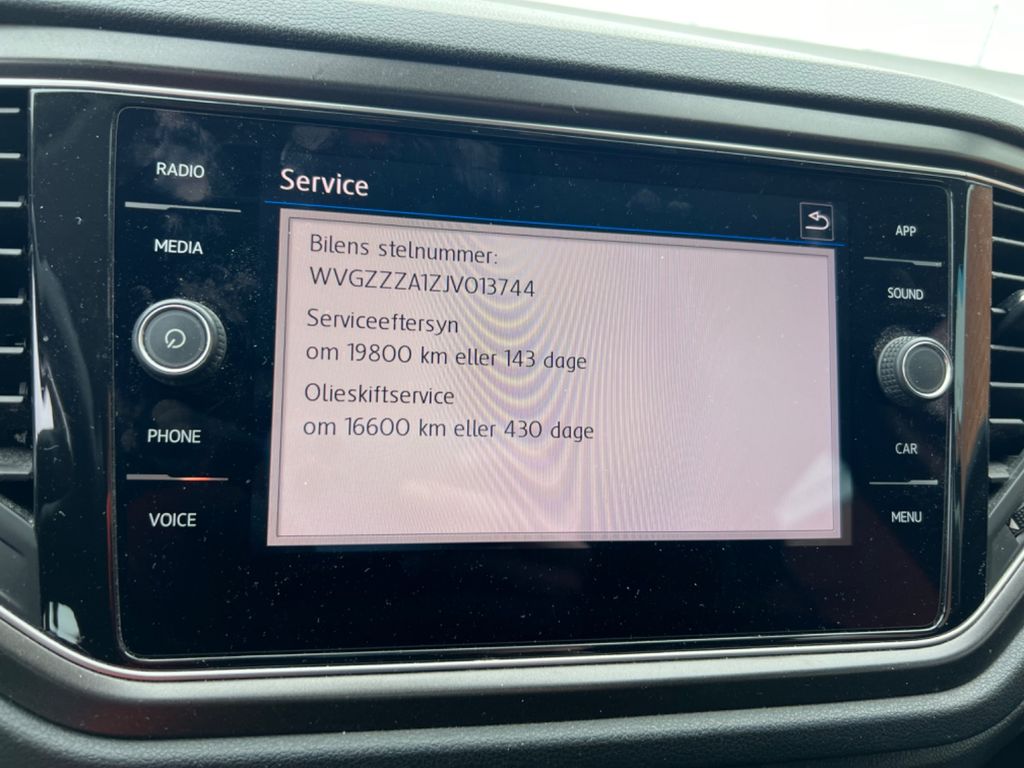 RADIO
MEDIA
PHONE
VOICE
Service
Bilens stelnummer:
WVGZZZA1ZJV013744
Serviceeftersyn
om 19800 km eller 143 dage
Olieskiftservice
om 16600 km eller 430 dage
APP
SOUND
CAR
MENU